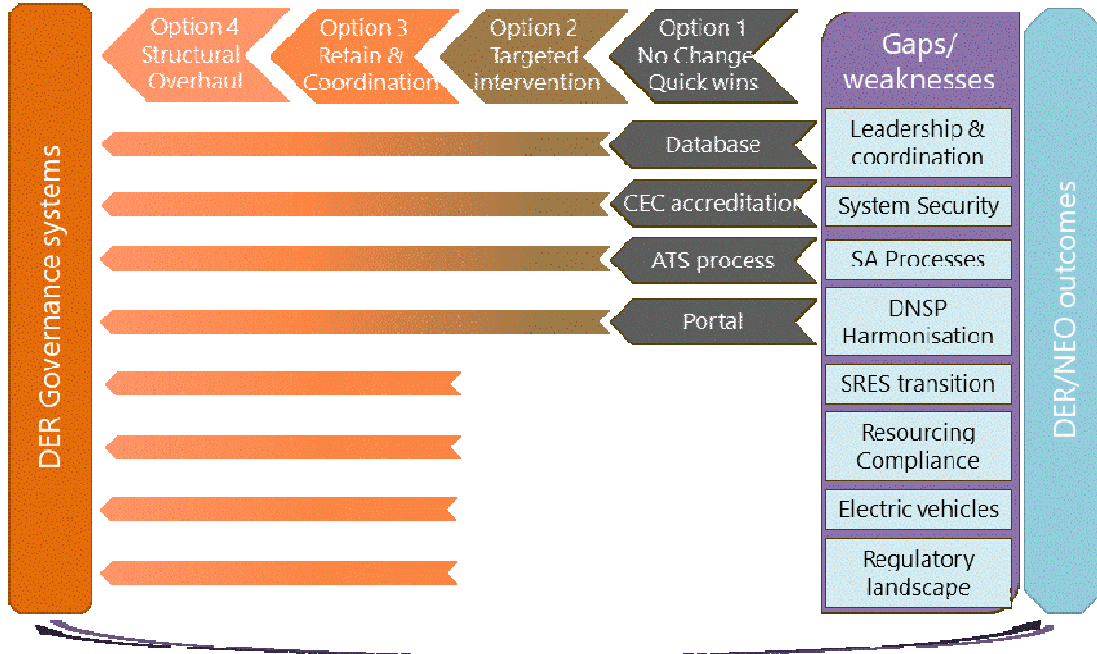 DER Governance systems
Option 4
Structural
Overhaul
Option 3
Retain &
Coordination
Option 2
Targeted
intervention
Option 1
No Change
Quick wins
Gaps/
weaknesses
DER/NEO outcomes
Database
Leadership &
coordination
CEC accreditation
System Security
ATS process
SA Processes
Portal
DNSP
Harmonisation
SRES transition
Resourcing
Compliance
Electric vehicles
Regulatory
landscape